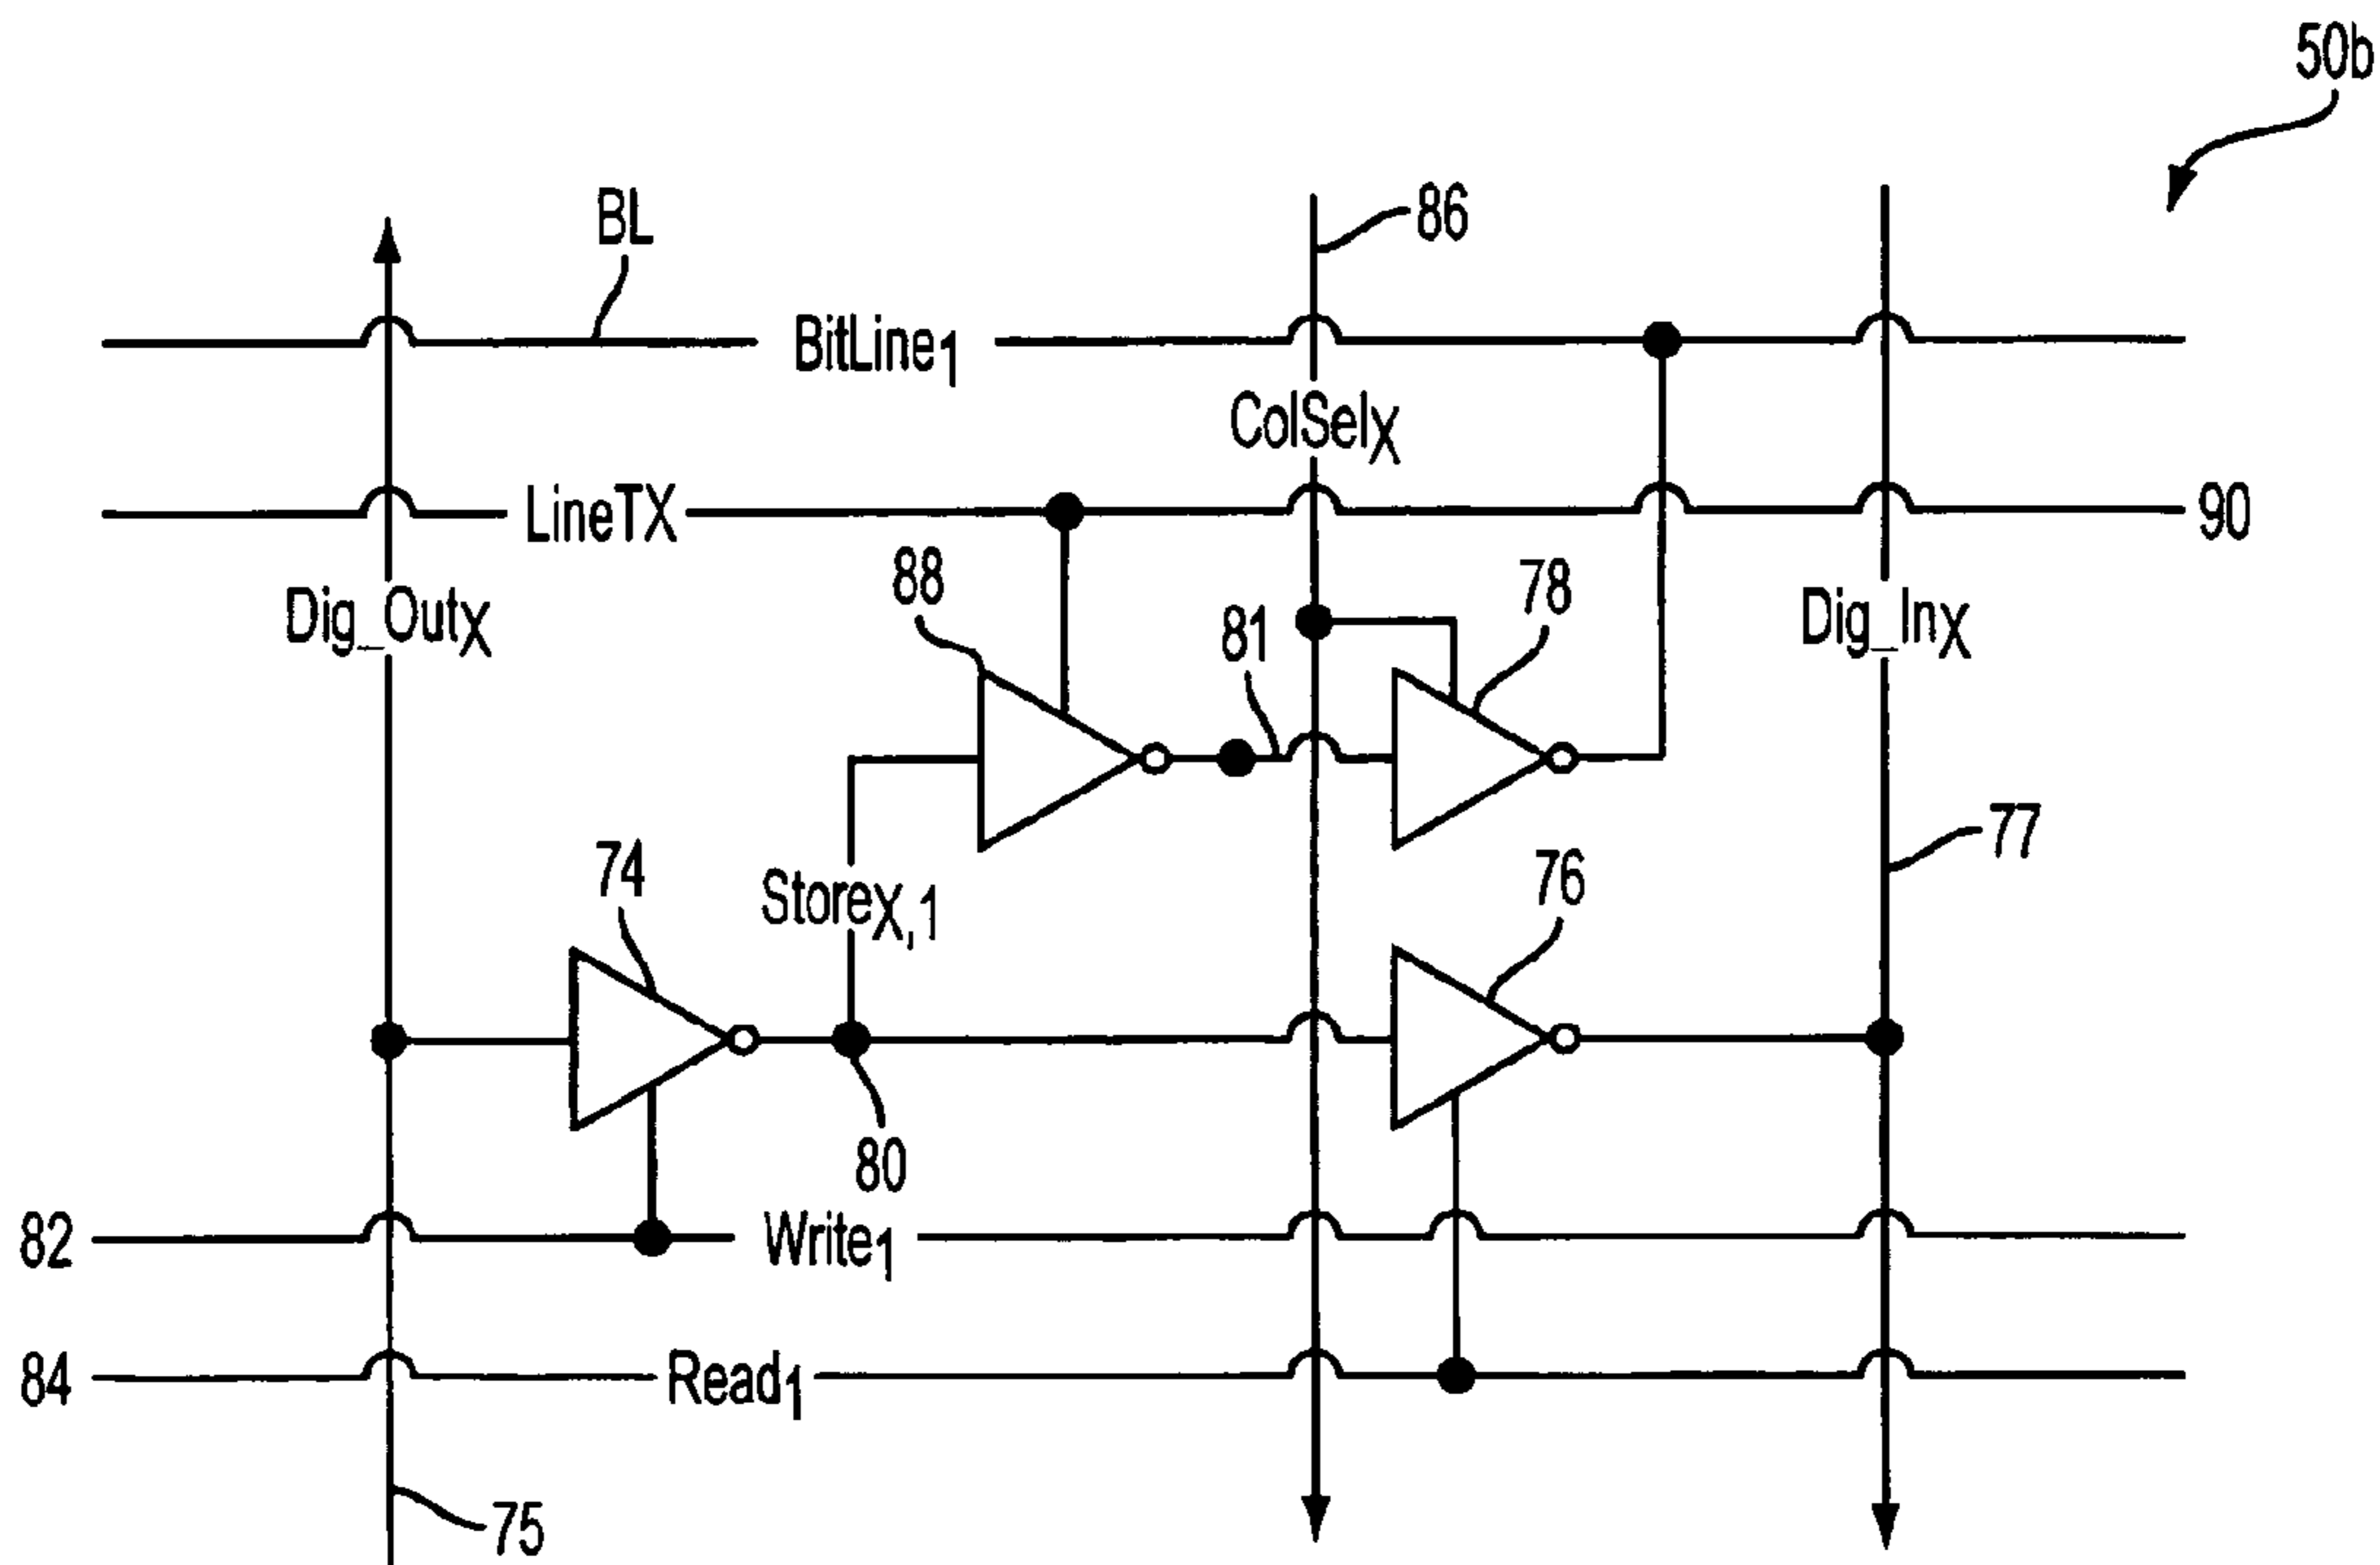 50b
BL
86
BitLine1
ColSelX
LineTX
90
88
78
81
Dig_OutX
Dig_InX
77
74
StoreX,1
76
80
82
Write1
84
Read1
75